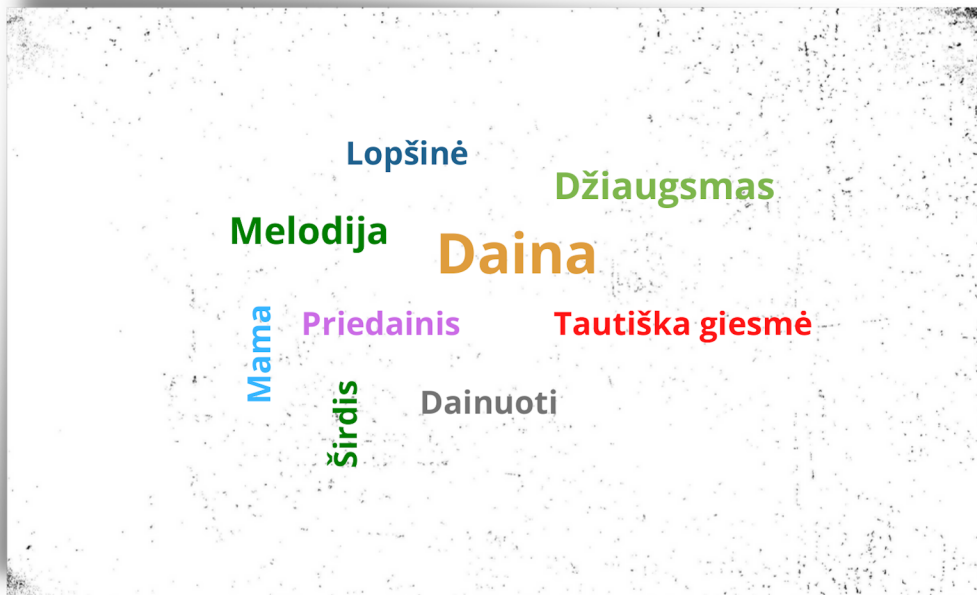 Lopšinė
Džiaugsmas
Melodija
Daina
Mama
Priedainis
Tautiška giesmė
Širdis
Dainuoti